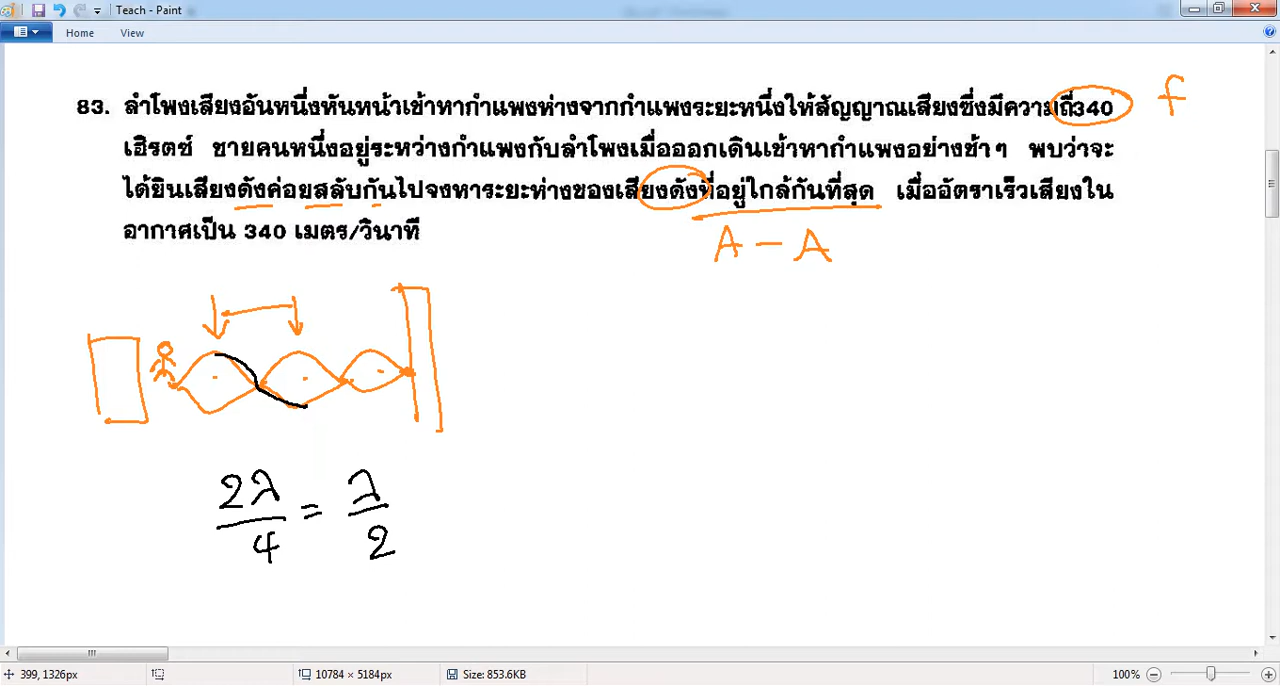 Teach - Paint
Home View
83. ลำโพงเสียงอันหนึ่งหันหน้าเข้าหากำแพงห่างจากกำแพงระยะหนึ่งให้สัญญาณเสียงซึ่งมีความถี่340 f
เฮิรตซ์ ชายคนหนึ่งอยู่ระหว่างกำแพงกับลำโพงเมื่อออกเดินเข้าหากำแพงอย่างช้าๆ พบว่าจะ
ได้ยินเสียงดังค่อยสลับกันไปจงหาระยะห่างของเสียงดังที่อยู่ใกล้กันที่สุด เมื่ออัตราเร็วเสียงใน
อากาศเป็น 340 เมตร/วินาที
A - A
2λ/4 = λ/2
399, 1326px 10784 × 5184px Size: 853.6KB 100%